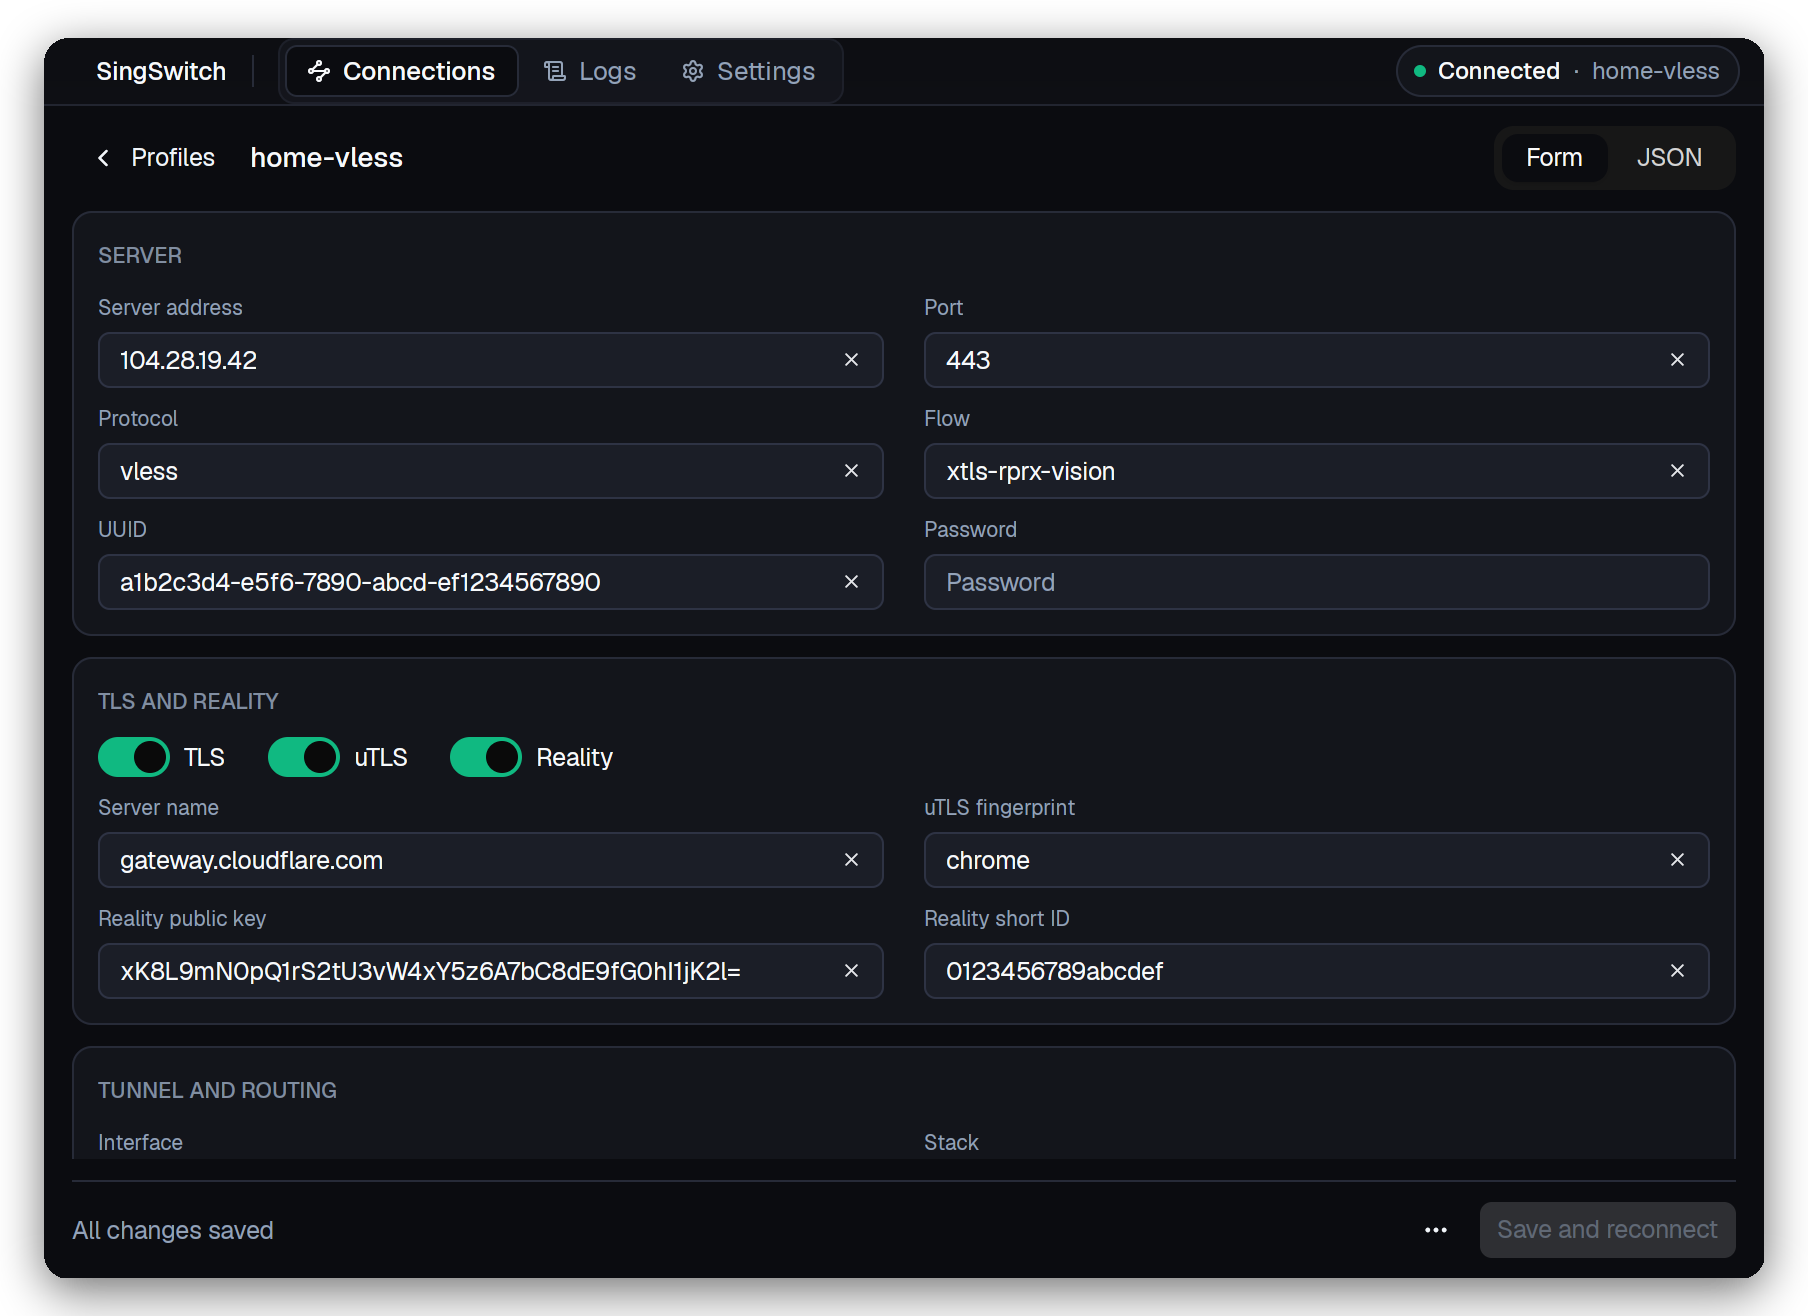 SingSwitch
Connections
Logs
Settings
Connected · home-vless
Profiles
home-vless
Form
JSON
SERVER
Server address
Port
104.28.19.42
443
Protocol
Flow
vless
xtls-rprx-vision
UUID
Password
a1b2c3d4-e5f6-7890-abcd-ef1234567890
Password
TLS AND REALITY
TLS
uTLS
Reality
Server name
uTLS fingerprint
gateway.cloudflare.com
chrome
Reality public key
Reality short ID
xK8L9mN0pQ1rS2tU3vW4xY5z6A7bC8dE9fG0hI1jK2l=
0123456789abcdef
TUNNEL AND ROUTING
Interface
Stack
All changes saved
Save and reconnect